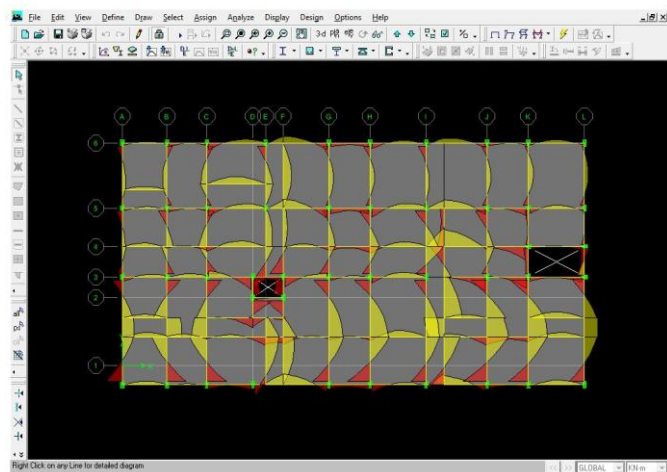 File Edit View Define Draw Select Assign Analyze Display Design Options Help
3-d
A B C D E F G H I J K L
6
5
4
3
2
1
Right Click on any Line for detailed diagram
GLOBAL KN-m